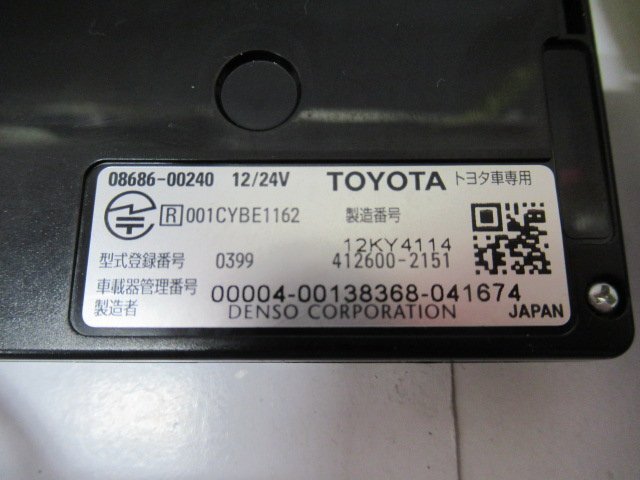 08686-00240 12/24V TOYOTA トヨタ車専用
R 001CYBE1162 製造番号
12KY4114
型式登録番号 0399 412600-2151
車載器管理番号 00004-00138368-041674
製造者 DENSO CORPORATION JAPAN